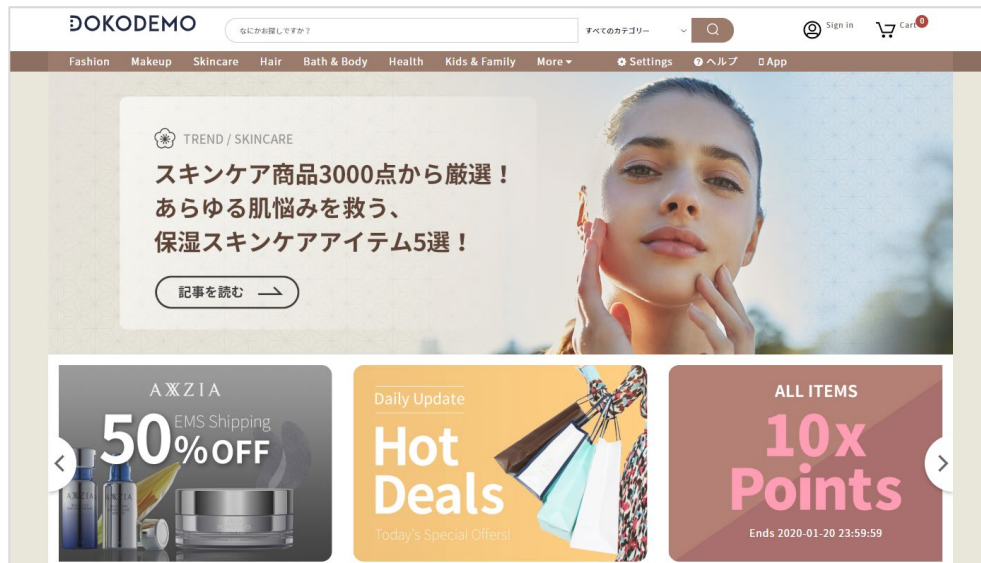 DOKODEMO
なにかお探しですか？
すべてのカテゴリー
Sign in
Cart
0
Fashion Makeup Skincare Hair Bath & Body Health Kids & Family More Settings ヘルプ App
TREND / SKINCARE
スキンケア商品3000点から厳選！
あらゆる肌悩みを救う、
保湿スキンケアアイテム5選！
記事を読む
AXXZIA
50%OFF
EMS Shipping
AXXZIA
AXXZIA
Daily Update
Hot
Deals
Today's Special Offers!
ALL ITEMS
10x
Points
Ends 2020-01-20 23:59:59